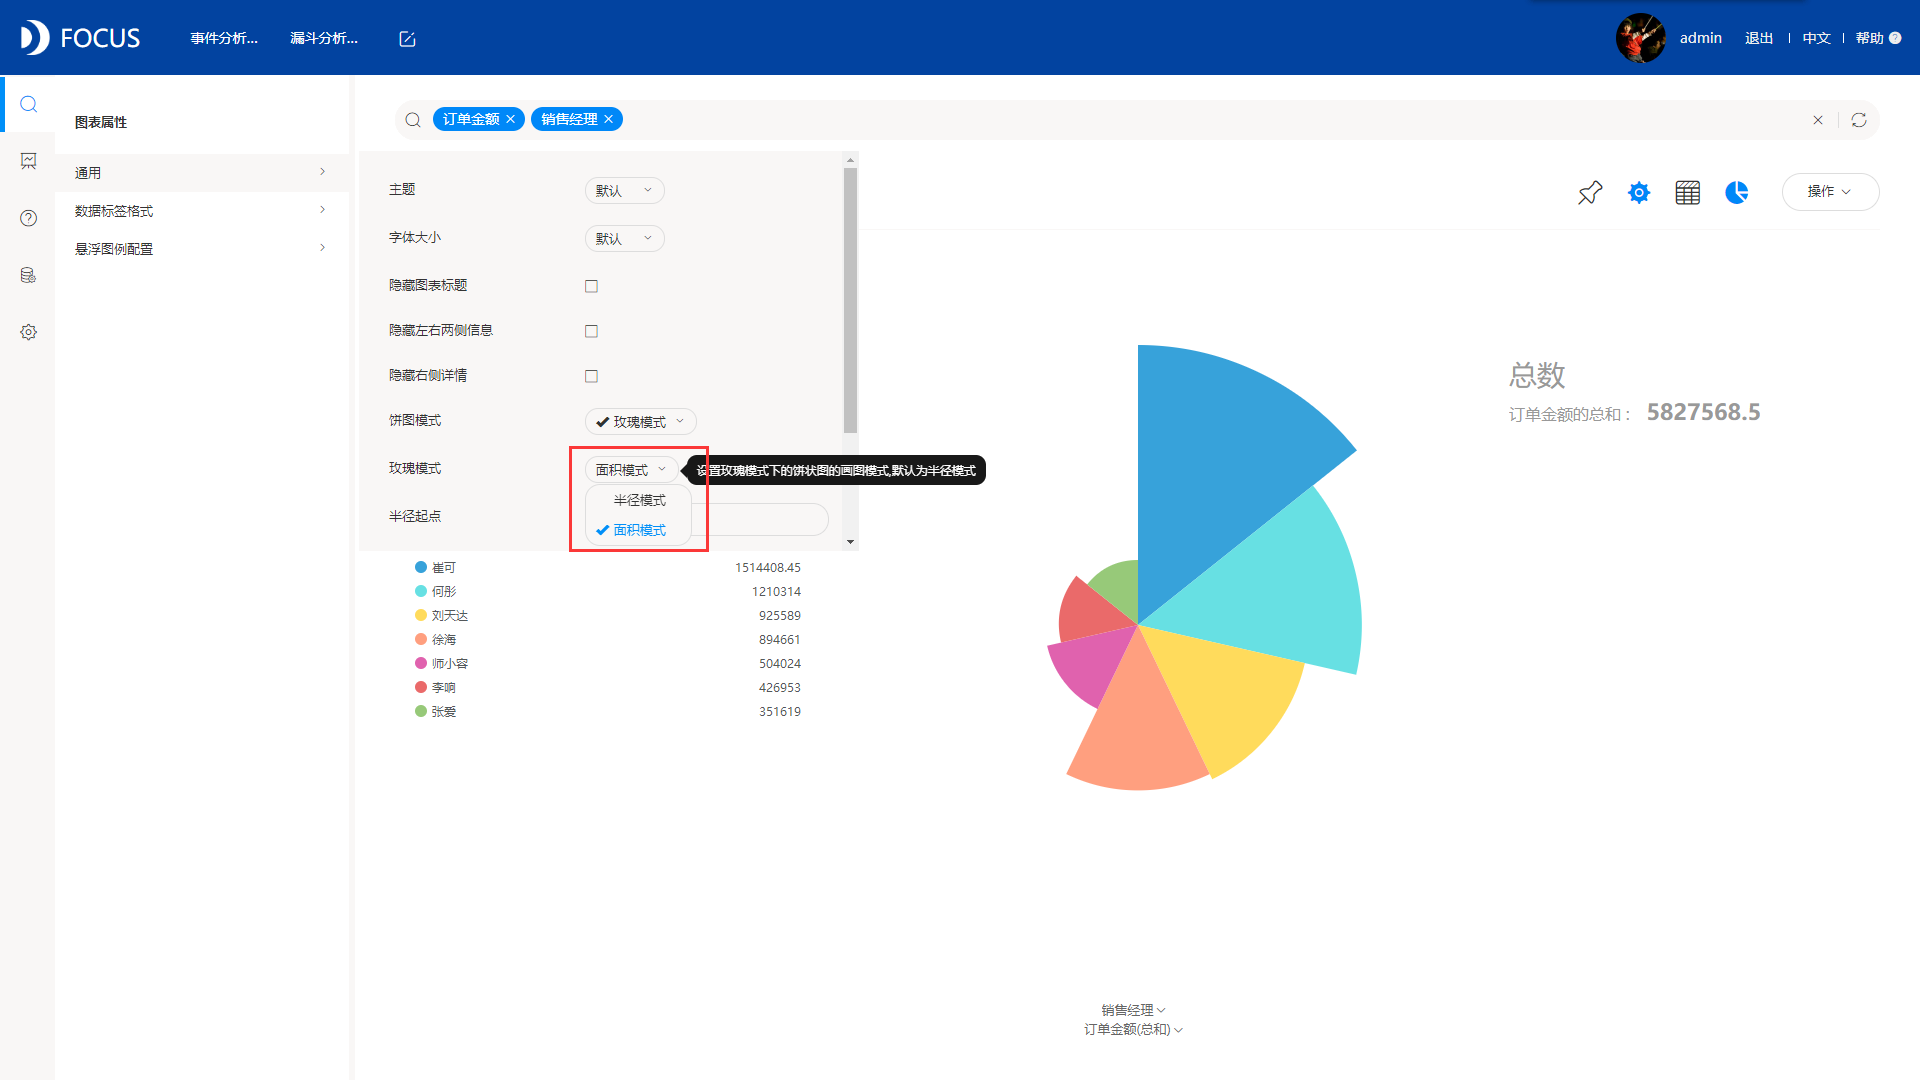 FOCUS
事件分析...
漏斗分析...
admin
退出
中文
帮助
图表属性
通用
数据标签格式
悬浮图例配置
订单金额
销售经理
操作
主题
默认
字体大小
默认
隐藏图表标题
隐藏左右两侧信息
隐藏右侧详情
饼图模式
玫瑰模式
玫瑰模式
面积模式
设置玫瑰模式下的饼状图的画图模式,默认为半径模式
半径模式
面积模式
半径起点
崔可 1514408.45
何彤 1210314
刘天达 925589
徐海 894661
师小容 504024
李响 426953
张爱 351619
总数
订单金额的总和： 5827568.5
销售经理
订单金额(总和)